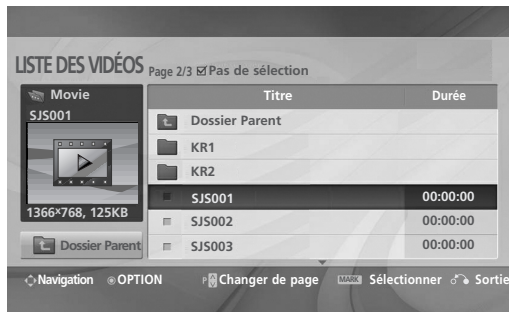 LISTE DES VIDÉOS Page 2/3 Pas de sélection
Movie
SJS001
1366×768, 125KB
Dossier Parent
Titre Durée
Dossier Parent
KR1
KR2
SJS001 00:00:00
SJS002 00:00:00
SJS003 00:00:00
Navigation OPTION P Changer de page MARK Sélectionner Sortie